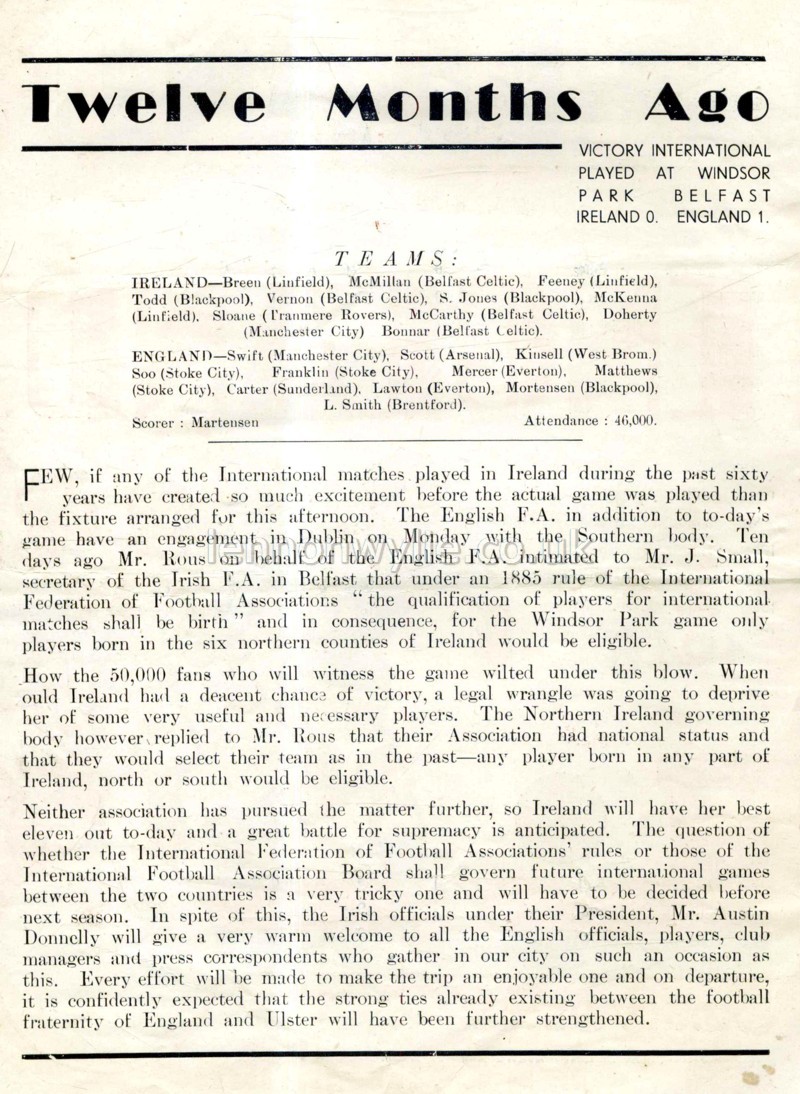 Twelve Months Ago
VICTORY INTERNATIONAL
PLAYED AT WINDSOR
PARK BELFAST
IRELAND 0. ENGLAND 1.
TEAMS:
IRELAND—Breen (Linfield), McMillan (Belfast Celtic), Feeney (Linfield),
Todd (Blackpool), Vernon (Belfast Celtic), S. Jones (Blackpool), McKenna
(Linfield), Sloane (Tranmere Rovers), McCarthy (Belfast Celtic), Doherty
(Manchester City) Bonnar (Belfast Celtic).
ENGLAND—Swift (Manchester City), Scott (Arsenal), Kinsell (West Brom.)
Soo (Stoke City), Franklin (Stoke City), Mercer (Everton), Matthews
(Stoke City), Carter (Sunderland), Lawton (Everton), Mortensen (Blackpool),
L. Smith (Brentford).
Scorer : Martensen Attendance : 46,000.
FEW, if any of the International matches played in Ireland during the past sixty
years have created so much excitement before the actual game was played than
the fixture arranged for this afternoon. The English F.A. in addition to to-day's
game have an engagement in Dublin on Monday with the Southern body. Ten
days ago Mr. Rous on behalf of the English F.A. intimated to Mr. J. Small,
secretary of the Irish F.A. in Belfast that under an 1885 rule of the International
Federation of Football Associations “ the qualification of players for international
matches shall be birth ” and in consequence, for the Windsor Park game only
players born in the six northern counties of Ireland would be eligible.
How the 50,000 fans who will witness the game wilted under this blow. When
ould Ireland had a deacent chance of victory, a legal wrangle was going to deprive
her of some very useful and necessary players. The Northern Ireland governing
body however replied to Mr. Rous that their Association had national status and
that they would select their team as in the past—any player born in any part of
Ireland, north or south would be eligible.
Neither association has pursued the matter further, so Ireland will have her best
eleven out to-day and a great battle for supremacy is anticipated. The question of
whether the International Federation of Football Associations' rules or those of the
International Football Association Board shall govern future international games
between the two countries is a very tricky one and will have to be decided before
next season. In spite of this, the Irish officials under their President, Mr. Austin
Donnelly will give a very warm welcome to all the English officials, players, club
managers and press correspondents who gather in our city on such an occasion as
this. Every effort will be made to make the trip an enjoyable one and on departure,
it is confidently expected that the strong ties already existing between the football
fraternity of England and Ulster will have been further strengthened.
lennonwylie.co.uk